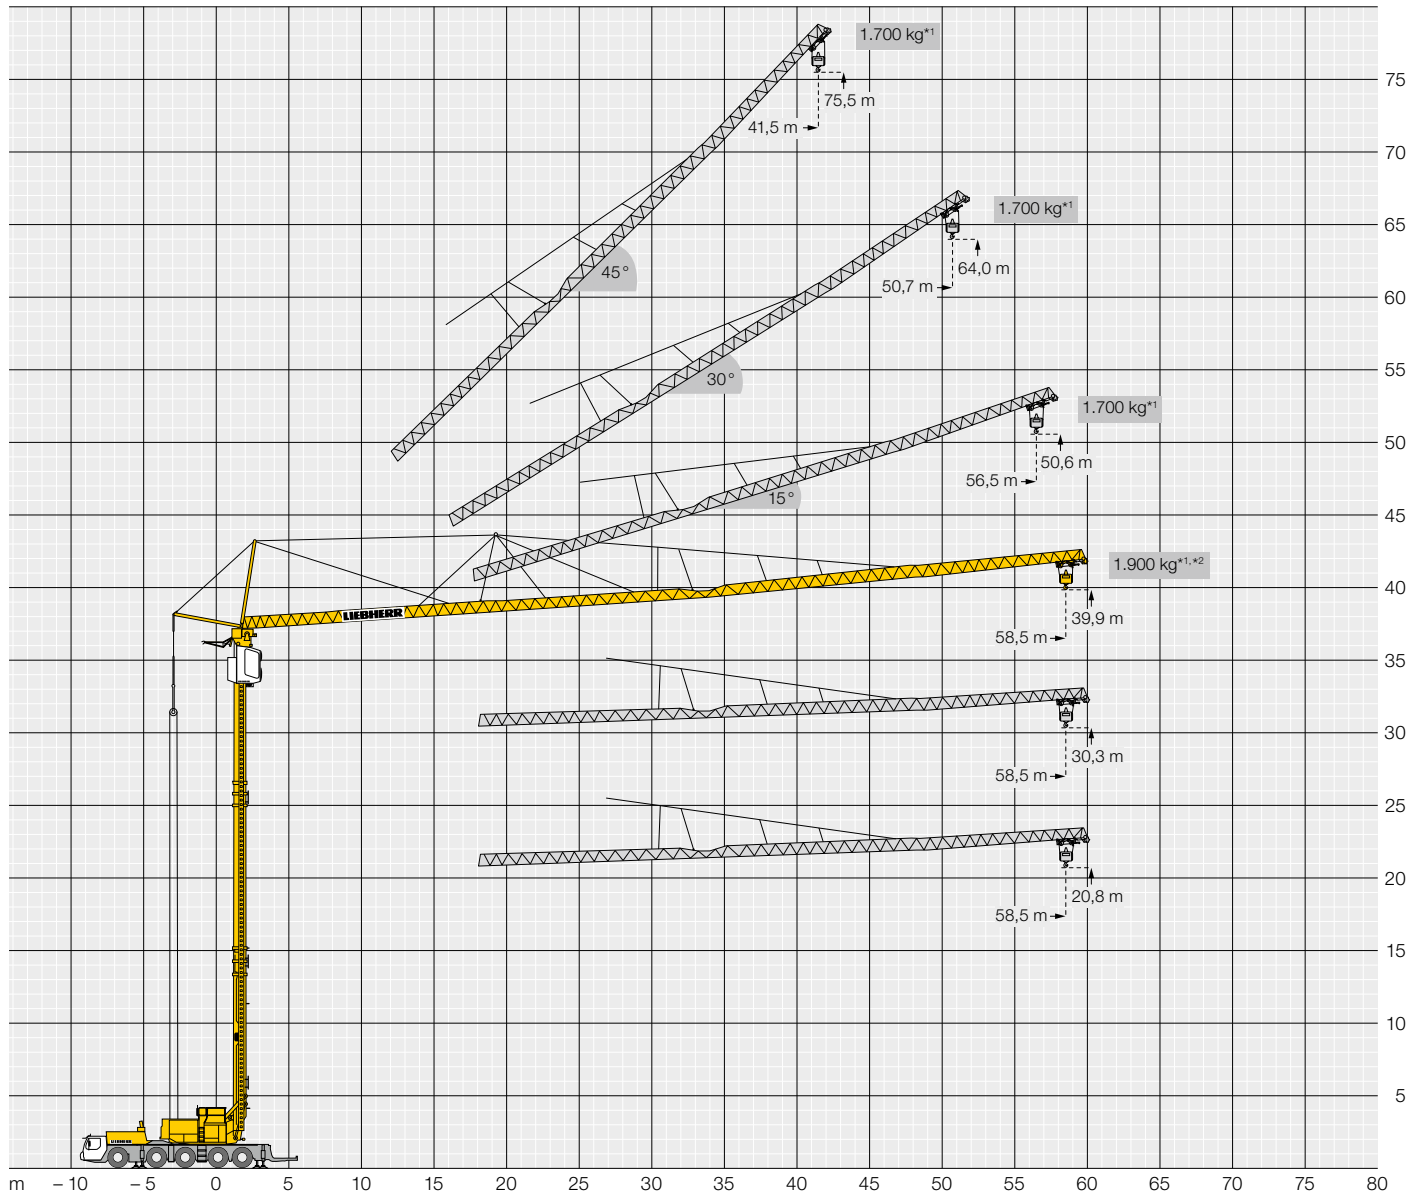 1.700 kg*1
75
75,5 m
41,5 m
70
1.700 kg*1
65
45°
64,0 m
50,7 m
60
30°
55
1.700 kg*1
50
50,6 m
15°
56,5 m
45
1.900 kg*1,*2
40
LIEBHERR
39,9 m
58,5 m
35
30
30,3 m
58,5 m
25
20
20,8 m
58,5 m
15
10
5
LIEBHERR
m – 10 – 5 0 5 10 15 20 25 30 35 40 45 50 55 60 65 70 75 80